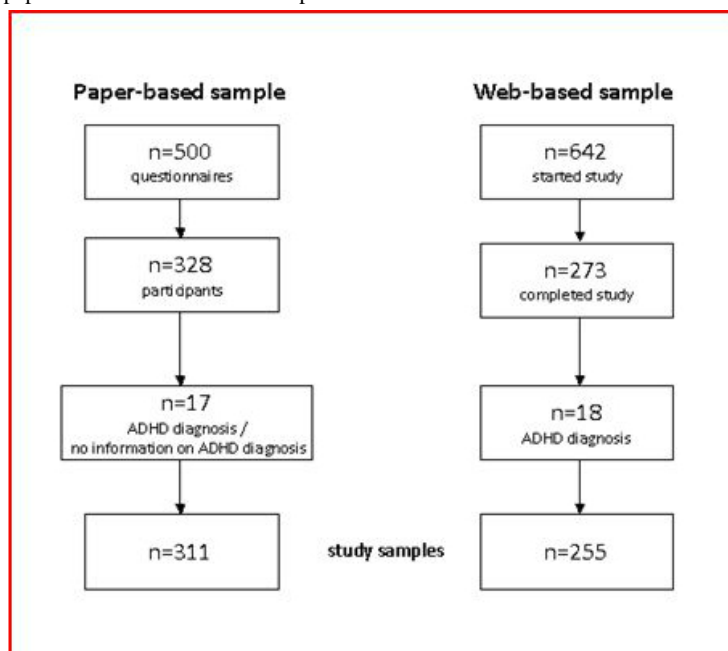 Paper-based sample
n=500
questionnaires
n=328
participants
n=17
ADHD diagnosis /
no information on ADHD diagnosis
n=311
Web-based sample
n=642
started study
n=273
completed study
n=18
ADHD diagnosis
n=255
study samples